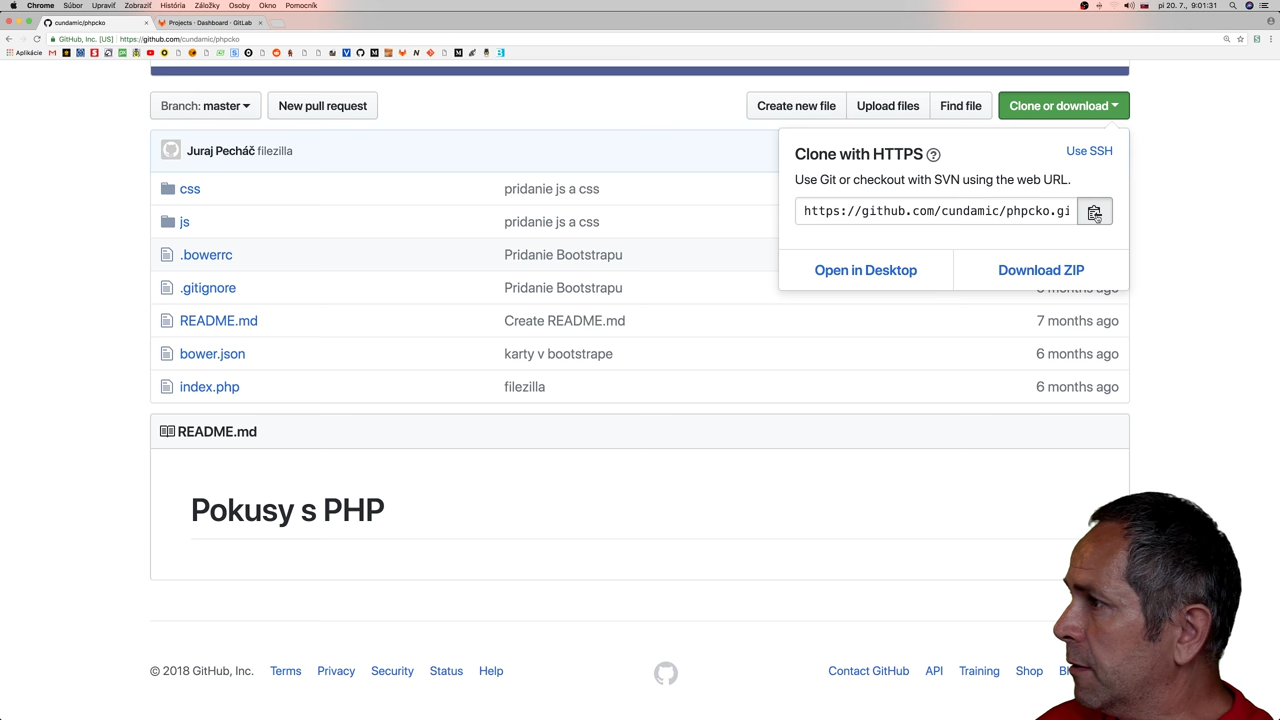 Chrome Súbor Upraviť Zobraziť História Záložky Osoby Okno Pomocník
pi 20. 7., 9:01:31
cundamic/phpcko
Projects · Dashboard · GitLab
GitHub, Inc. [US] https://github.com/cundamic/phpcko
Aplikácie
Branch: master
New pull request
Create new file
Upload files
Find file
Clone or download
Juraj Pecháč filezilla
Clone with HTTPS
Use SSH
Use Git or checkout with SVN using the web URL.
https://github.com/cundamic/phpcko.gi
Open in Desktop
Download ZIP
css pridanie js a css
js pridanie js a css
.bowerrc Pridanie Bootstrapu
.gitignore Pridanie Bootstrapu
README.md Create README.md 7 months ago
bower.json karty v bootstrape 6 months ago
index.php filezilla 6 months ago
README.md
Pokusy s PHP
© 2018 GitHub, Inc. Terms Privacy Security Status Help
Contact GitHub API Training Shop